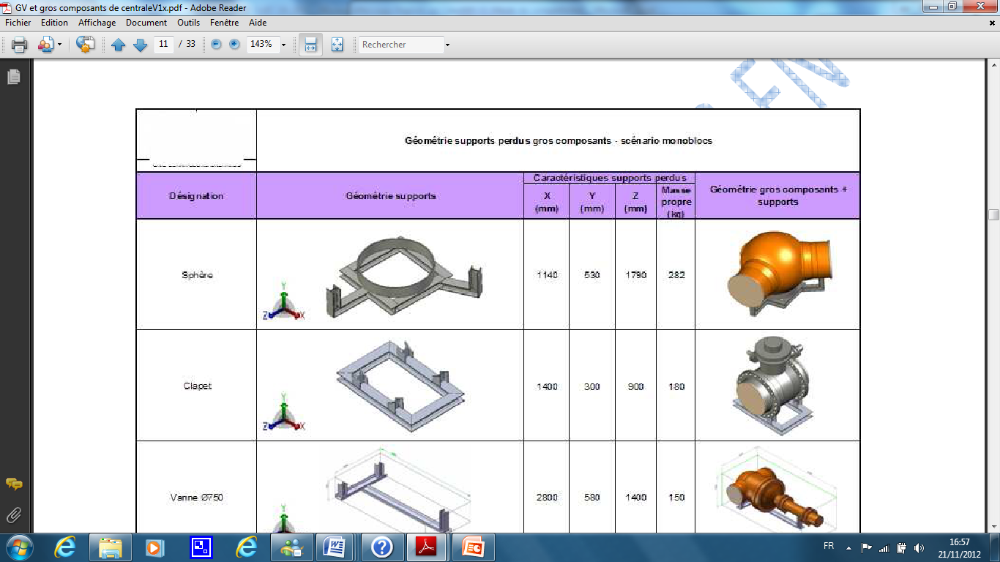 GV et gros composants de centraleV1x.pdf - Adobe Reader
Fichier Edition Affichage Document Outils Fenêtre Aide
11 / 33 143% Rechercher
Géométrie supports perdus gros composants - scénario monoblocs
Désignation
Géométrie supports
Caractéristiques supports perdus
X
(mm)
Y
(mm)
Z
(mm)
Masse
propre
(kg)
Géométrie gros composants +
supports
Sphère
Y
Z X
1140 530 1790 282
Clapet
Y
Z X
1400 300 900 180
Vanne Ø750
Y
2800 580 1400 150
FR
16:57
21/11/2012